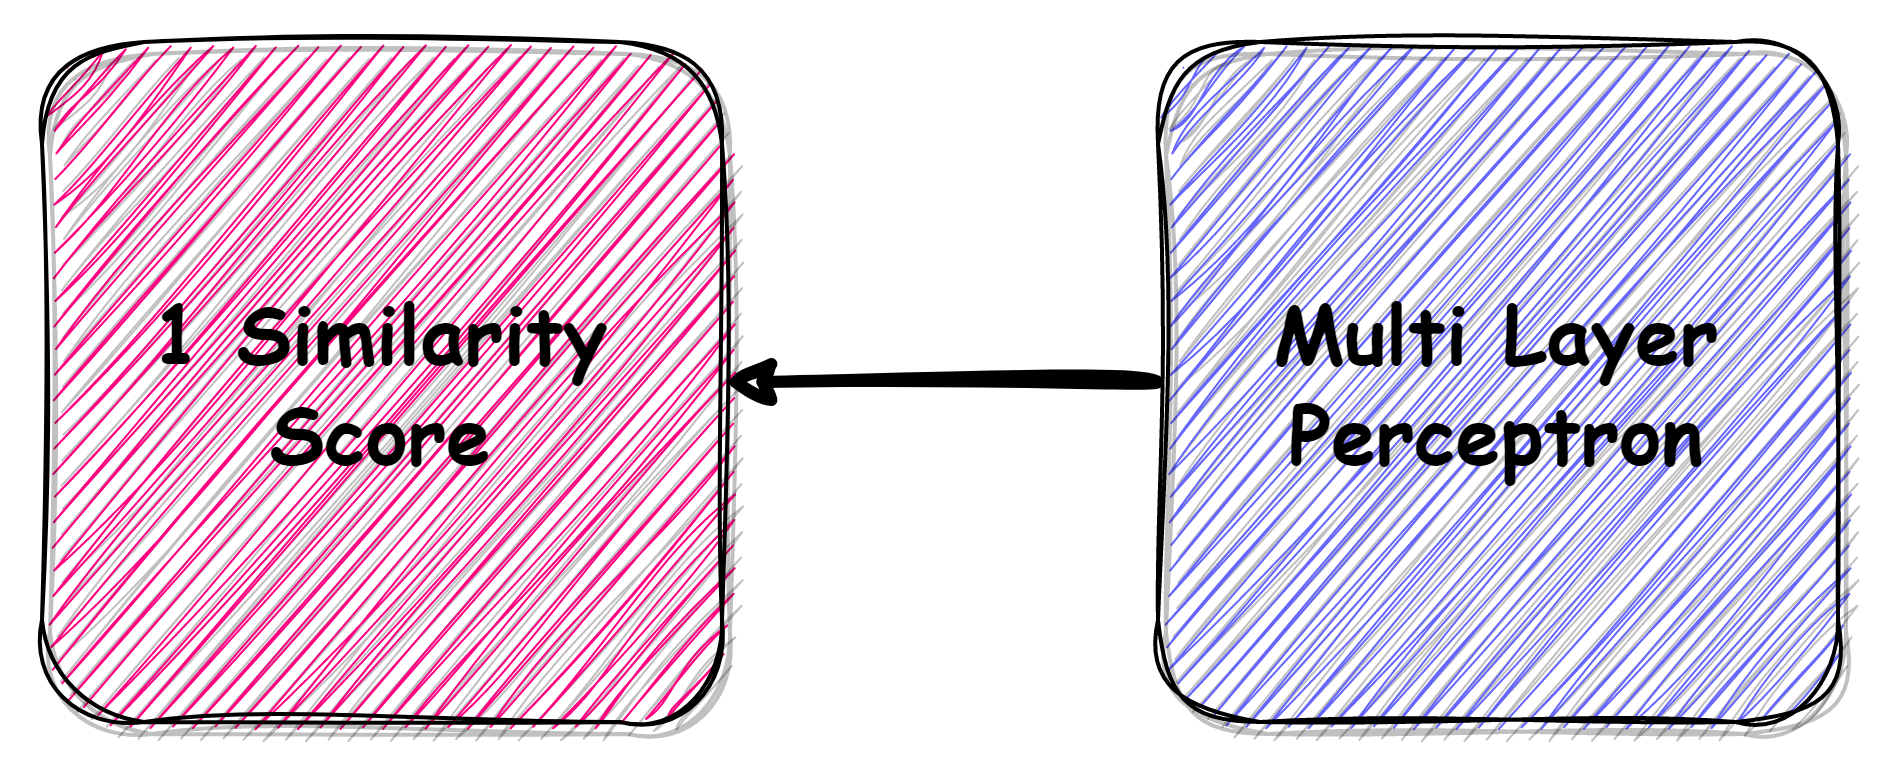 1 Similarity
Score
Multi Layer
Perceptron